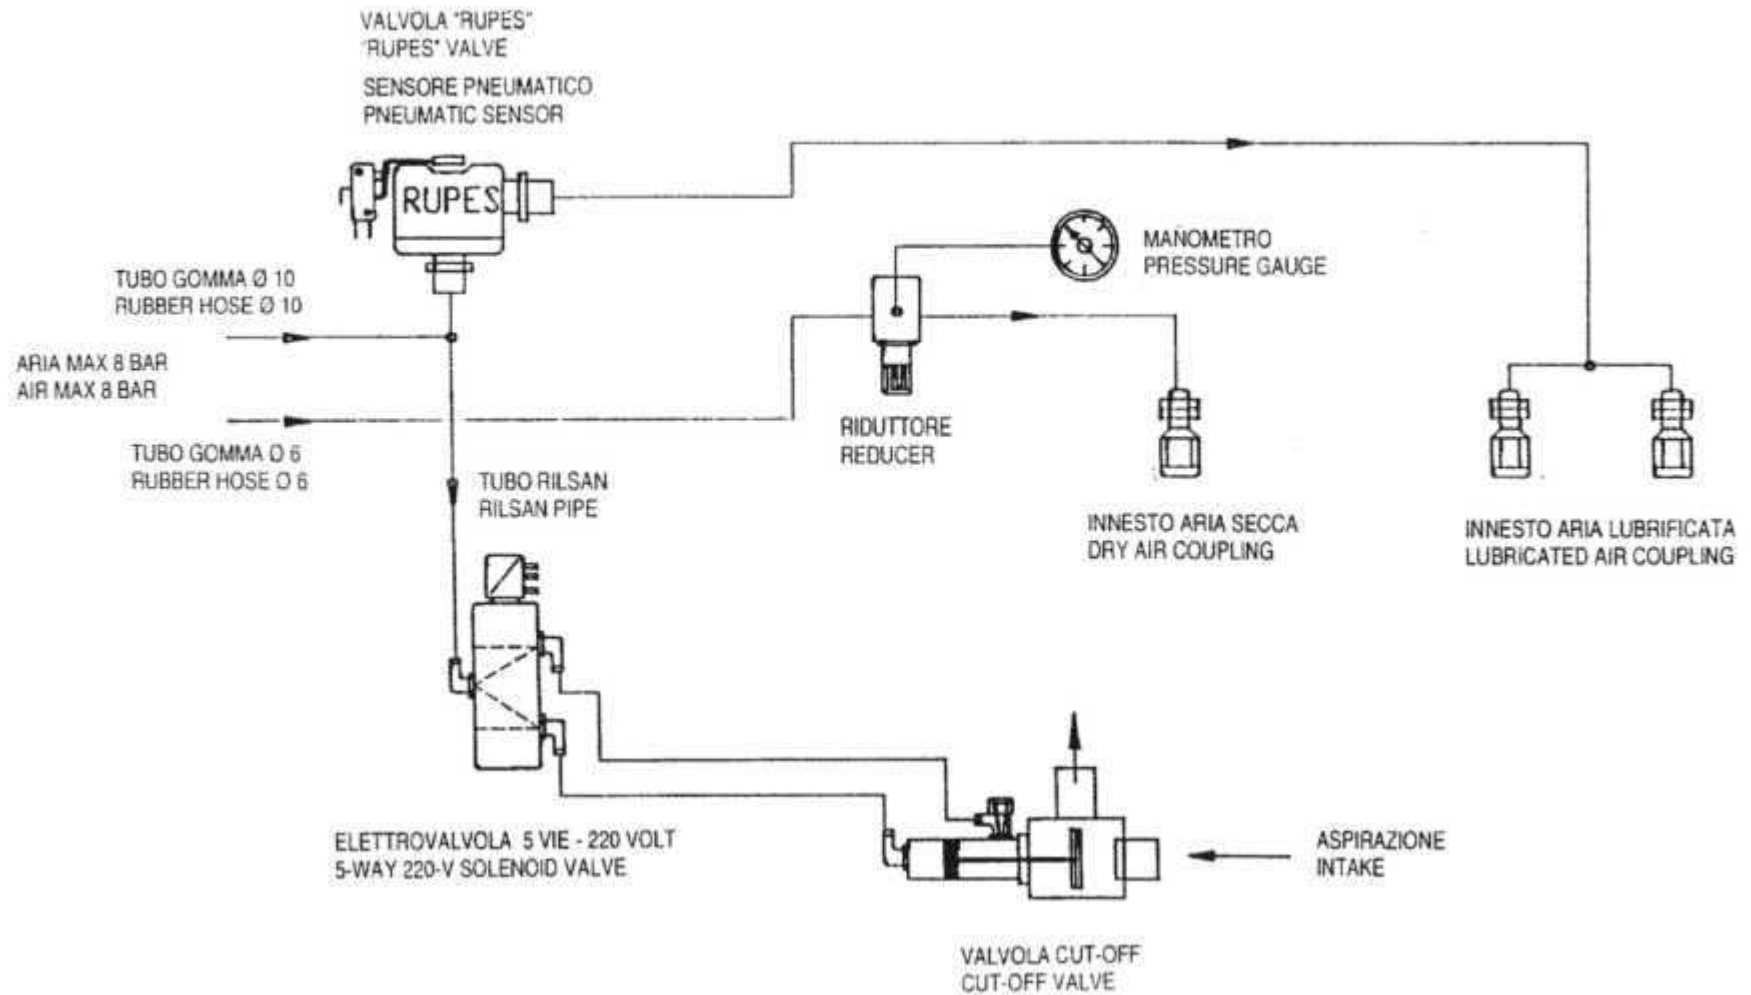 VALVOLA "RUPES"
"RUPES" VALVE
SENSORE PNEUMATICO
PNEUMATIC SENSOR
RUPES
TUBO GOMMA Ø 10
RUBBER HOSE Ø 10
ARIA MAX 8 BAR
AIR MAX 8 BAR
TUBO GOMMA Ø 6
RUBBER HOSE Ø 6
MANOMETRO
PRESSURE GAUGE
RIDUTTORE
REDUCER
TUBO RILSAN
RILSAN PIPE
INNESTO ARIA SECCA
DRY AIR COUPLING
INNESTO ARIA LUBRIFICATA
LUBRICATED AIR COUPLING
ELETTROVALVOLA 5 VIE - 220 VOLT
5-WAY 220-V SOLENOID VALVE
ASPIRAZIONE
INTAKE
VALVOLA CUT-OFF
CUT-OFF VALVE